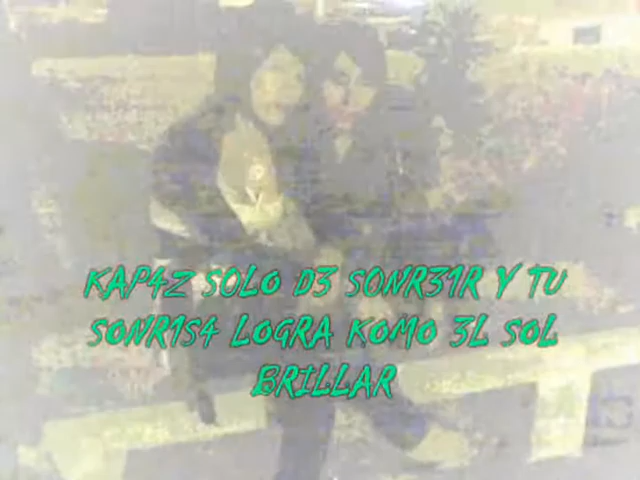 KAP4Z SOLO D3 SONR31R Y TU
SONR1S4 LOGRA KOMO 3L SOL
BRILLAR